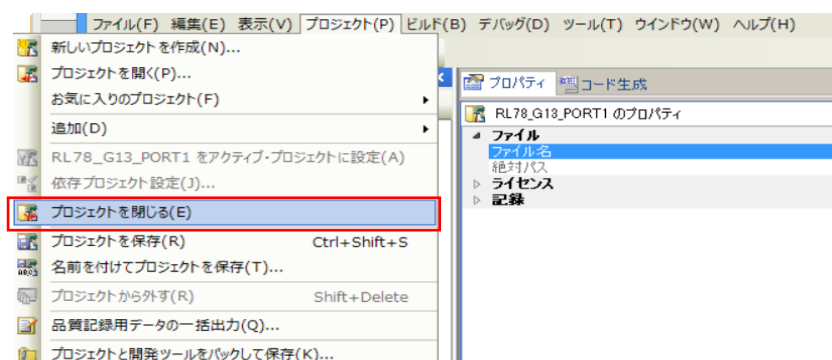 ファイル(F) 編集(E) 表示(V) プロジェクト(P) ビルド(B) デバッグ(D) ツール(T) ウインドウ(W) ヘルプ(H)
新しいプロジェクトを作成(N)...
プロジェクトを開く(P)...
お気に入りのプロジェクト(F)
追加(D)
RL78_G13_PORT1 をアクティブ・プロジェクトに設定(A)
依存プロジェクト設定(J)...
プロジェクトを閉じる(E)
プロジェクトを保存(R) Ctrl+Shift+S
名前を付けてプロジェクトを保存(T)...
プロジェクトから外す(R) Shift+Delete
品質記録用データの一括出力(Q)...
プロジェクトと開発ツールをパックして保存(K)...
プロパティ コード生成
RL78_G13_PORT1 のプロパティ
ファイル
ファイル名
絶対パス
ライセンス
記録